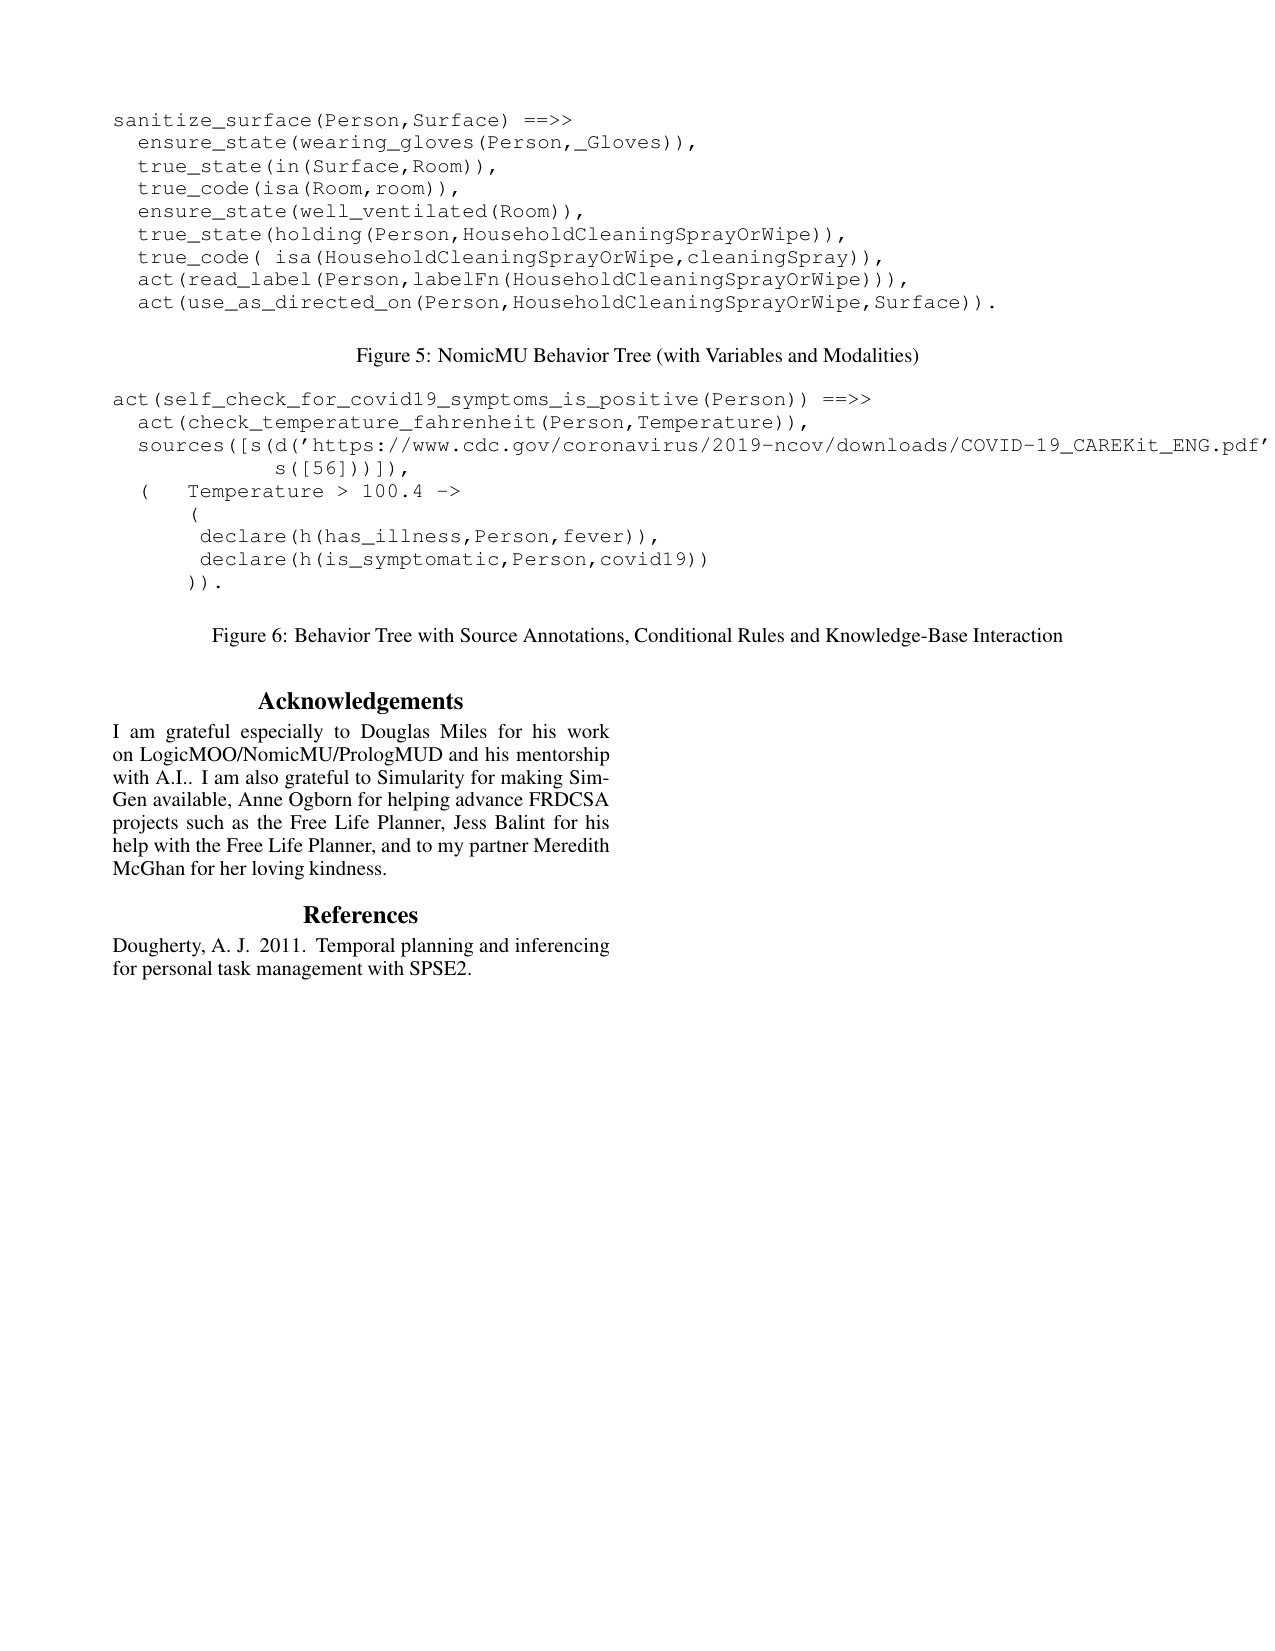 sanitize_surface(Person,Surface) ==>>
  ensure_state(wearing_gloves(Person,_Gloves)),
  true_state(in(Surface,Room)),
  true_code(isa(Room,room)),
  ensure_state(well_ventilated(Room)),
  true_state(holding(Person,HouseholdCleaningSprayOrWipe)),
  true_code( isa(HouseholdCleaningSprayOrWipe,cleaningSpray)),
  act(read_label(Person,labelFn(HouseholdCleaningSprayOrWipe))),
  act(use_as_directed_on(Person,HouseholdCleaningSprayOrWipe,Surface)).
Figure 5: NomicMU Behavior Tree (with Variables and Modalities)
act(self_check_for_covid19_symptoms_is_positive(Person)) ==>>
  act(check_temperature_fahrenheit(Person,Temperature)),
  sources([s(d('https://www.cdc.gov/coronavirus/2019-ncov/downloads/COVID-19_CAREKit_ENG.pdf'
             s([56]))]),
  (   Temperature > 100.4 ->
      (
       declare(h(has_illness,Person,fever)),
       declare(h(is_symptomatic,Person,covid19))
      )).
Figure 6: Behavior Tree with Source Annotations, Conditional Rules and Knowledge-Base Interaction
Acknowledgements
I am grateful especially to Douglas Miles for his work
on LogicMOO/NomicMU/PrologMUD and his mentorship
with A.I.. I am also grateful to Simularity for making Sim-
Gen available, Anne Ogborn for helping advance FRDCSA
projects such as the Free Life Planner, Jess Balint for his
help with the Free Life Planner, and to my partner Meredith
McGhan for her loving kindness.
References
Dougherty, A. J. 2011. Temporal planning and inferencing
for personal task management with SPSE2.